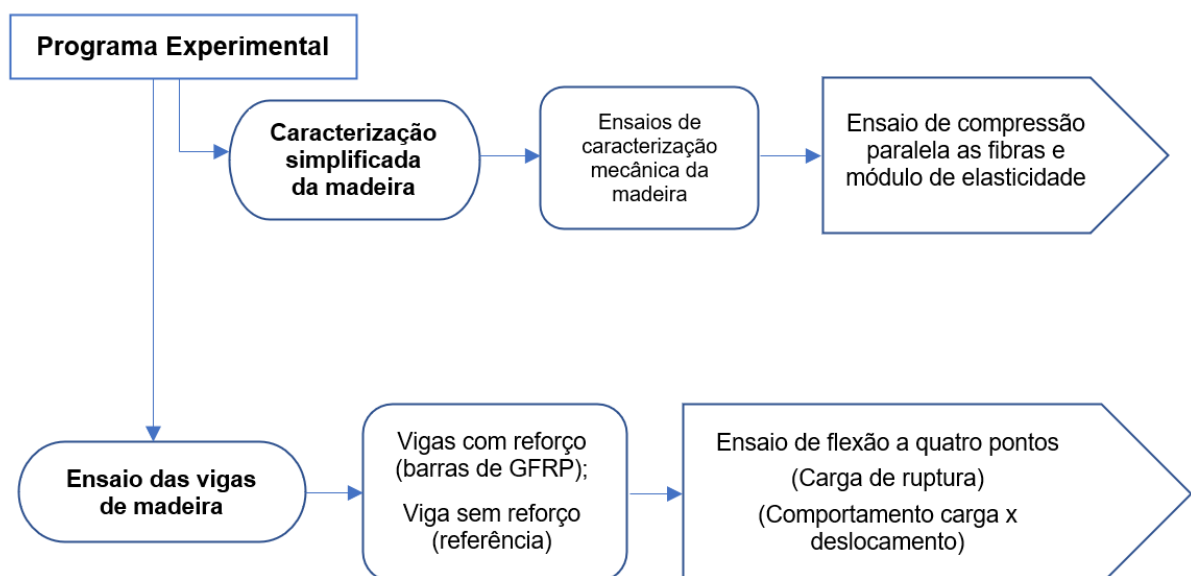 Programa Experimental
Caracterização
simplificada
da madeira
Ensaios de
caracterização
mecânica da
madeira
Ensaio de compressão
paralela as fibras e
módulo de elasticidade
Ensaio das vigas
de madeira
Vigas com reforço
(barras de GFRP);
Viga sem reforço
(referência)
Ensaio de flexão a quatro pontos
(Carga de ruptura)
(Comportamento carga x
deslocamento)